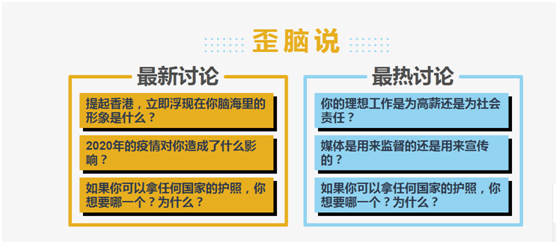 歪脑说
最新讨论
提起香港，立即浮现在你脑海里的
形象是什么？
2020年的疫情对你造成了什么影
响？
如果你可以拿任何国家的护照，你
想要哪一个？为什么？
最热讨论
你的理想工作是为高薪还是为社会
责任？
媒体是用来监督的还是用来宣传
的？
如果你可以拿任何国家的护照，你
想要哪一个？为什么？